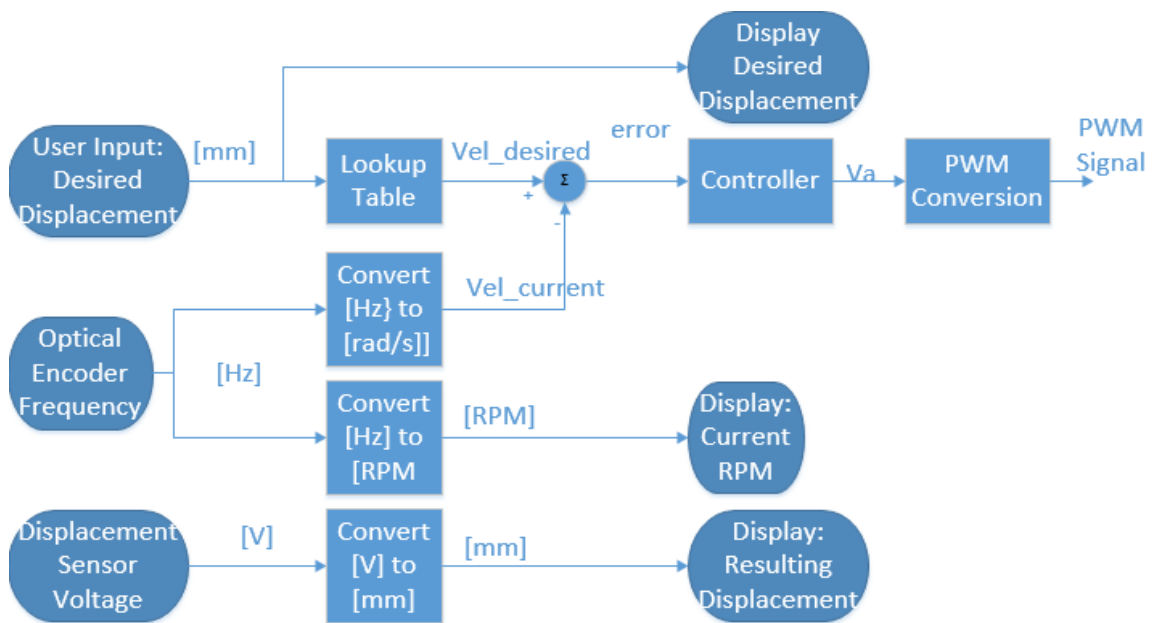 Display
Desired
Displacement
User Input:
Desired
Displacement
[mm]
Lookup
Table
Vel_desired
+
-
Σ
error
Controller
Va
PWM
Conversion
PWM
Signal
Optical
Encoder
Frequency
[Hz]
Convert
[Hz} to
[rad/s]]
Vel_current
Convert
[Hz] to
[RPM
[RPM]
Display:
Current
RPM
Displacement
Sensor
Voltage
[V]
Convert
[V] to
[mm]
[mm]
Display:
Resulting
Displacement